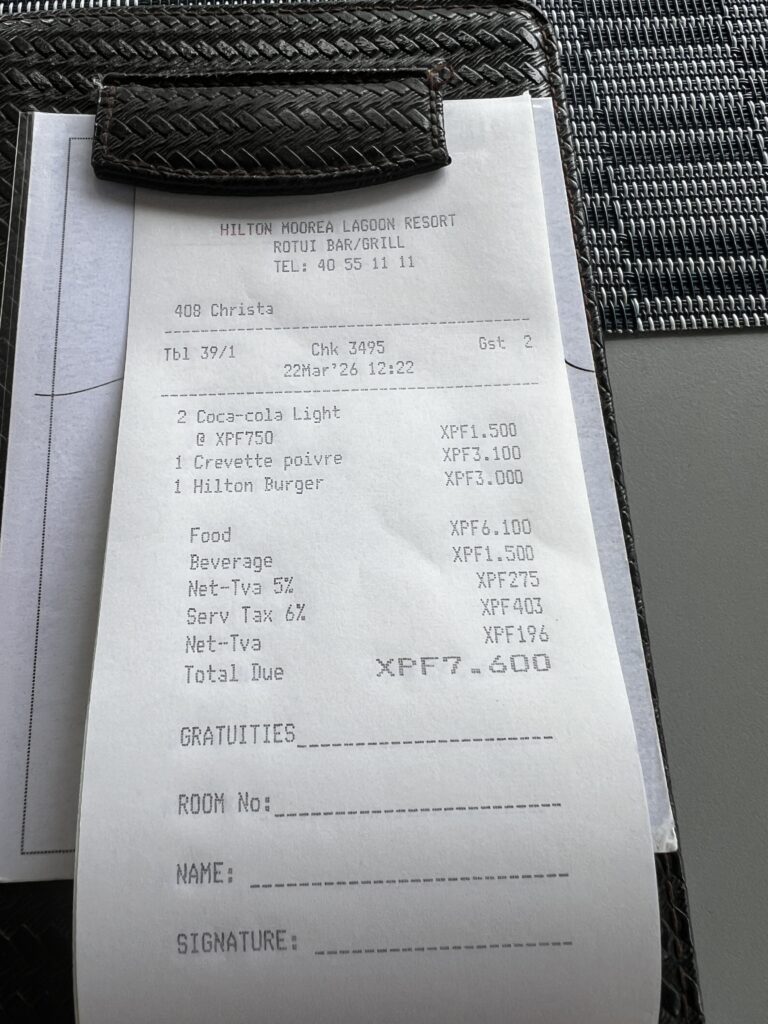 HILTON MOOREA LAGOON RESORT
ROTUI BAR/GRILL
TEL: 40 55 11 11
408 Christa
Tbl 39/1 Chk 3495 Gst 2
22Mar'26 12:22
2 Coca-cola Light
@ XPF750 XPF1.500
1 Crevette poivre XPF3.100
1 Hilton Burger XPF3.000
Food XPF6.100
Beverage XPF1.500
Net-Tva 5% XPF275
Serv Tax 6% XPF403
Net-Tva XPF196
Total Due XPF7.600
GRATUITIES
ROOM No:
NAME:
SIGNATURE: